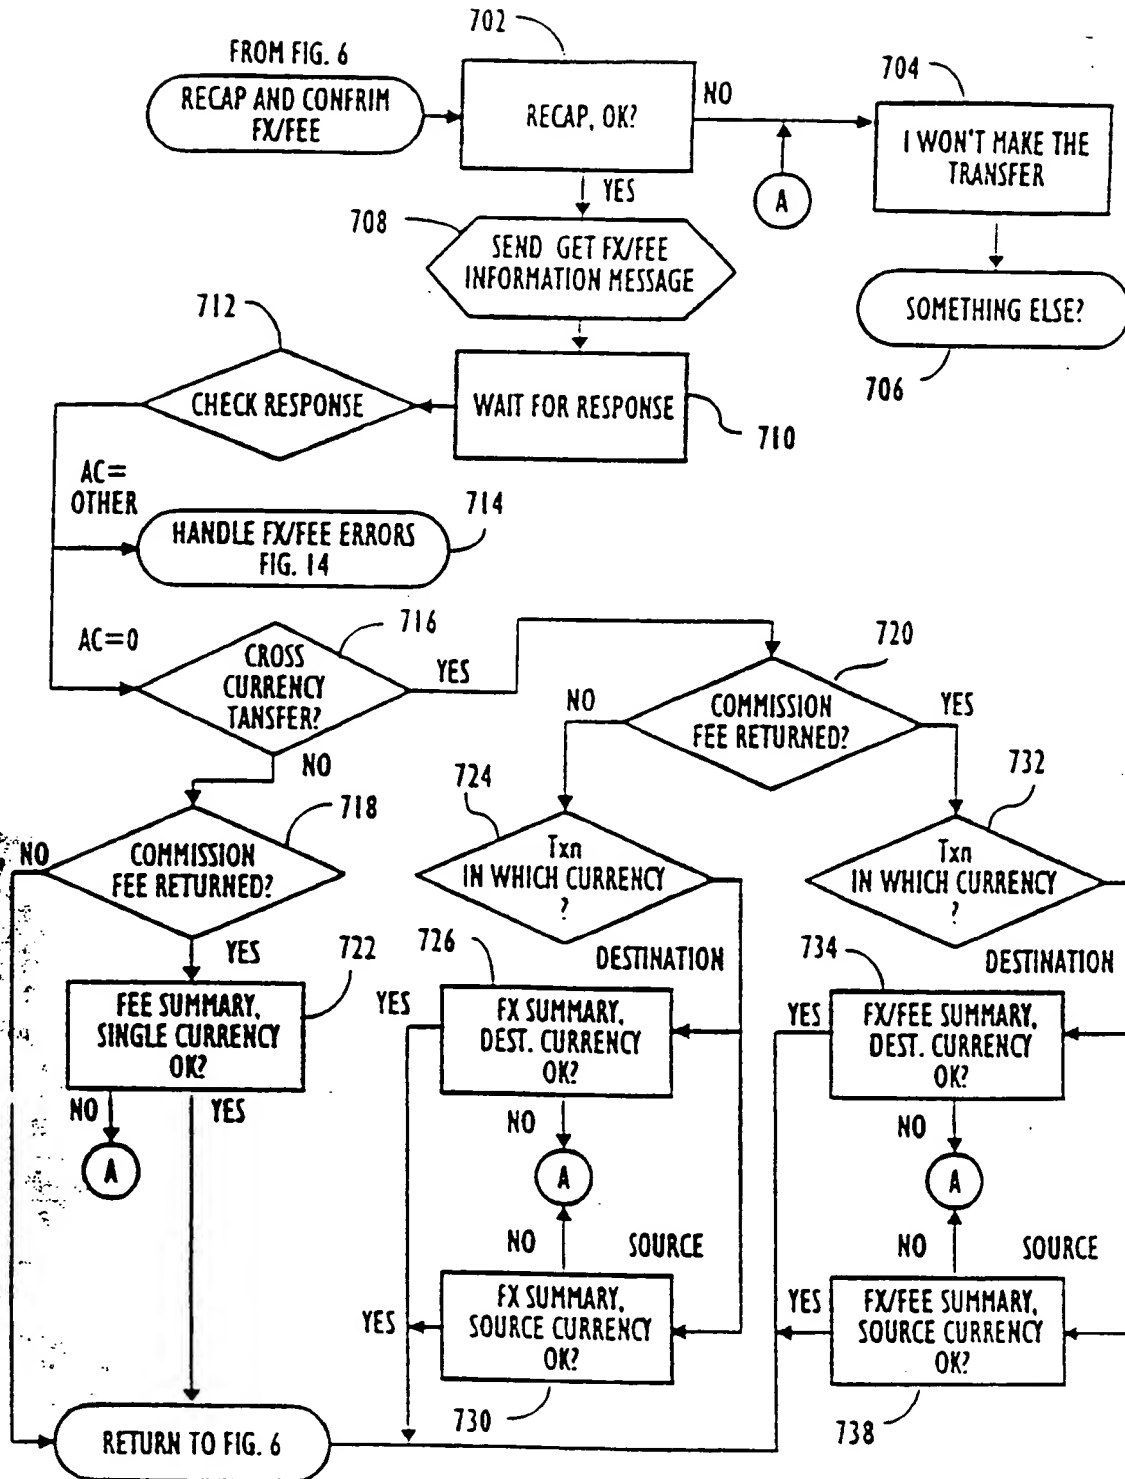 702
FROM FIG. 6
RECAP AND CONFRIM
FX/FEE
RECAP, OK?
NO
704
I WON'T MAKE THE
TRANSFER
A
YES
708
SEND GET FX/FEE
INFORMATION MESSAGE
SOMETHING ELSE?
706
712
CHECK RESPONSE
WAIT FOR RESPONSE
710
AC=
OTHER
714
HANDLE FX/FEE ERRORS
FIG. 14
AC=0
716
CROSS
CURRENCY
TANSFER?
YES
NO
720
COMMISSION
FEE RETURNED?
NO
YES
718
COMMISSION
FEE RETURNED?
NO
YES
724
Txn
IN WHICH CURRENCY
?
732
Txn
IN WHICH CURRENCY
?
722
FEE SUMMARY,
SINGLE CURRENCY
OK?
NO
YES
A
726
DESTINATION
YES
FX SUMMARY,
DEST. CURRENCY
OK?
NO
A
NO
SOURCE
YES
FX SUMMARY,
SOURCE CURRENCY
OK?
730
734
DESTINATION
YES
FX/FEE SUMMARY,
DEST. CURRENCY
OK?
NO
A
NO
SOURCE
YES
FX/FEE SUMMARY,
SOURCE CURRENCY
OK?
738
RETURN TO FIG. 6